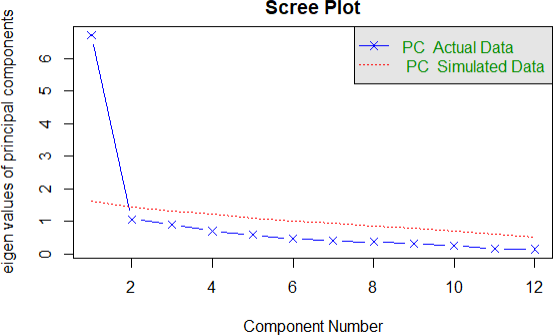 Scree Plot
PC Actual Data
PC Simulated Data
eigen values of principal components
6
5
4
3
2
1
0
2 4 6 8 10 12
Component Number